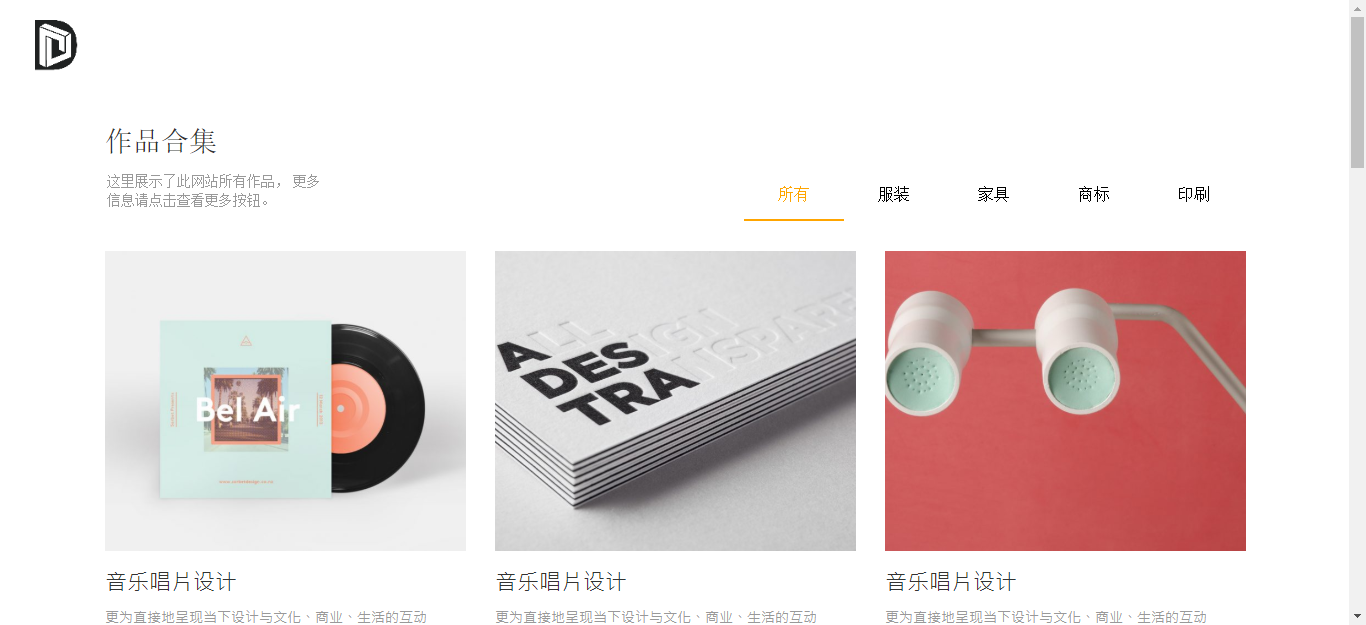 作品合集
这里展示了此网站所有作品， 更多
信息请点击查看更多按钮。
所有 服装 家具 商标 印刷
Bel Air
ALL
DESIGN
TRANSPARE
音乐唱片设计 音乐唱片设计 音乐唱片设计
更为直接地呈现当下设计与文化、商业、生活的互动 更为直接地呈现当下设计与文化、商业、生活的互动 更为直接地呈现当下设计与文化、商业、生活的互动